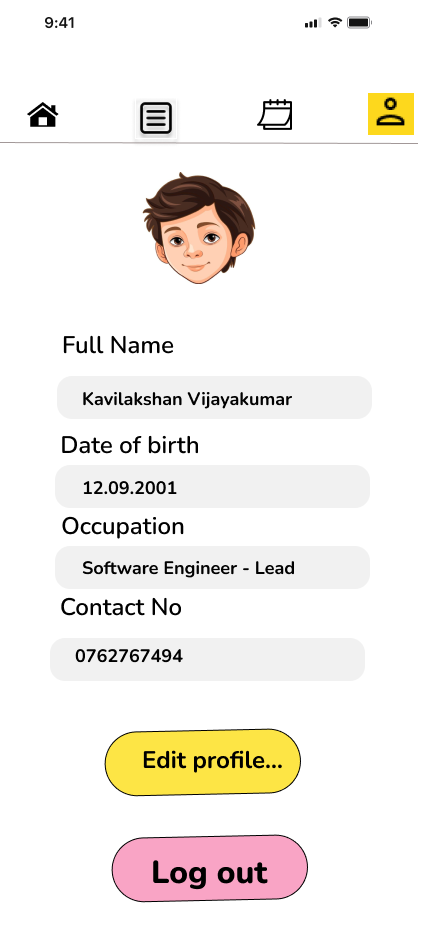 9:41
Full Name
Kavilakshan Vijayakumar
Date of birth
12.09.2001
Occupation
Software Engineer - Lead
Contact No
0762767494
Edit profile...
Log out